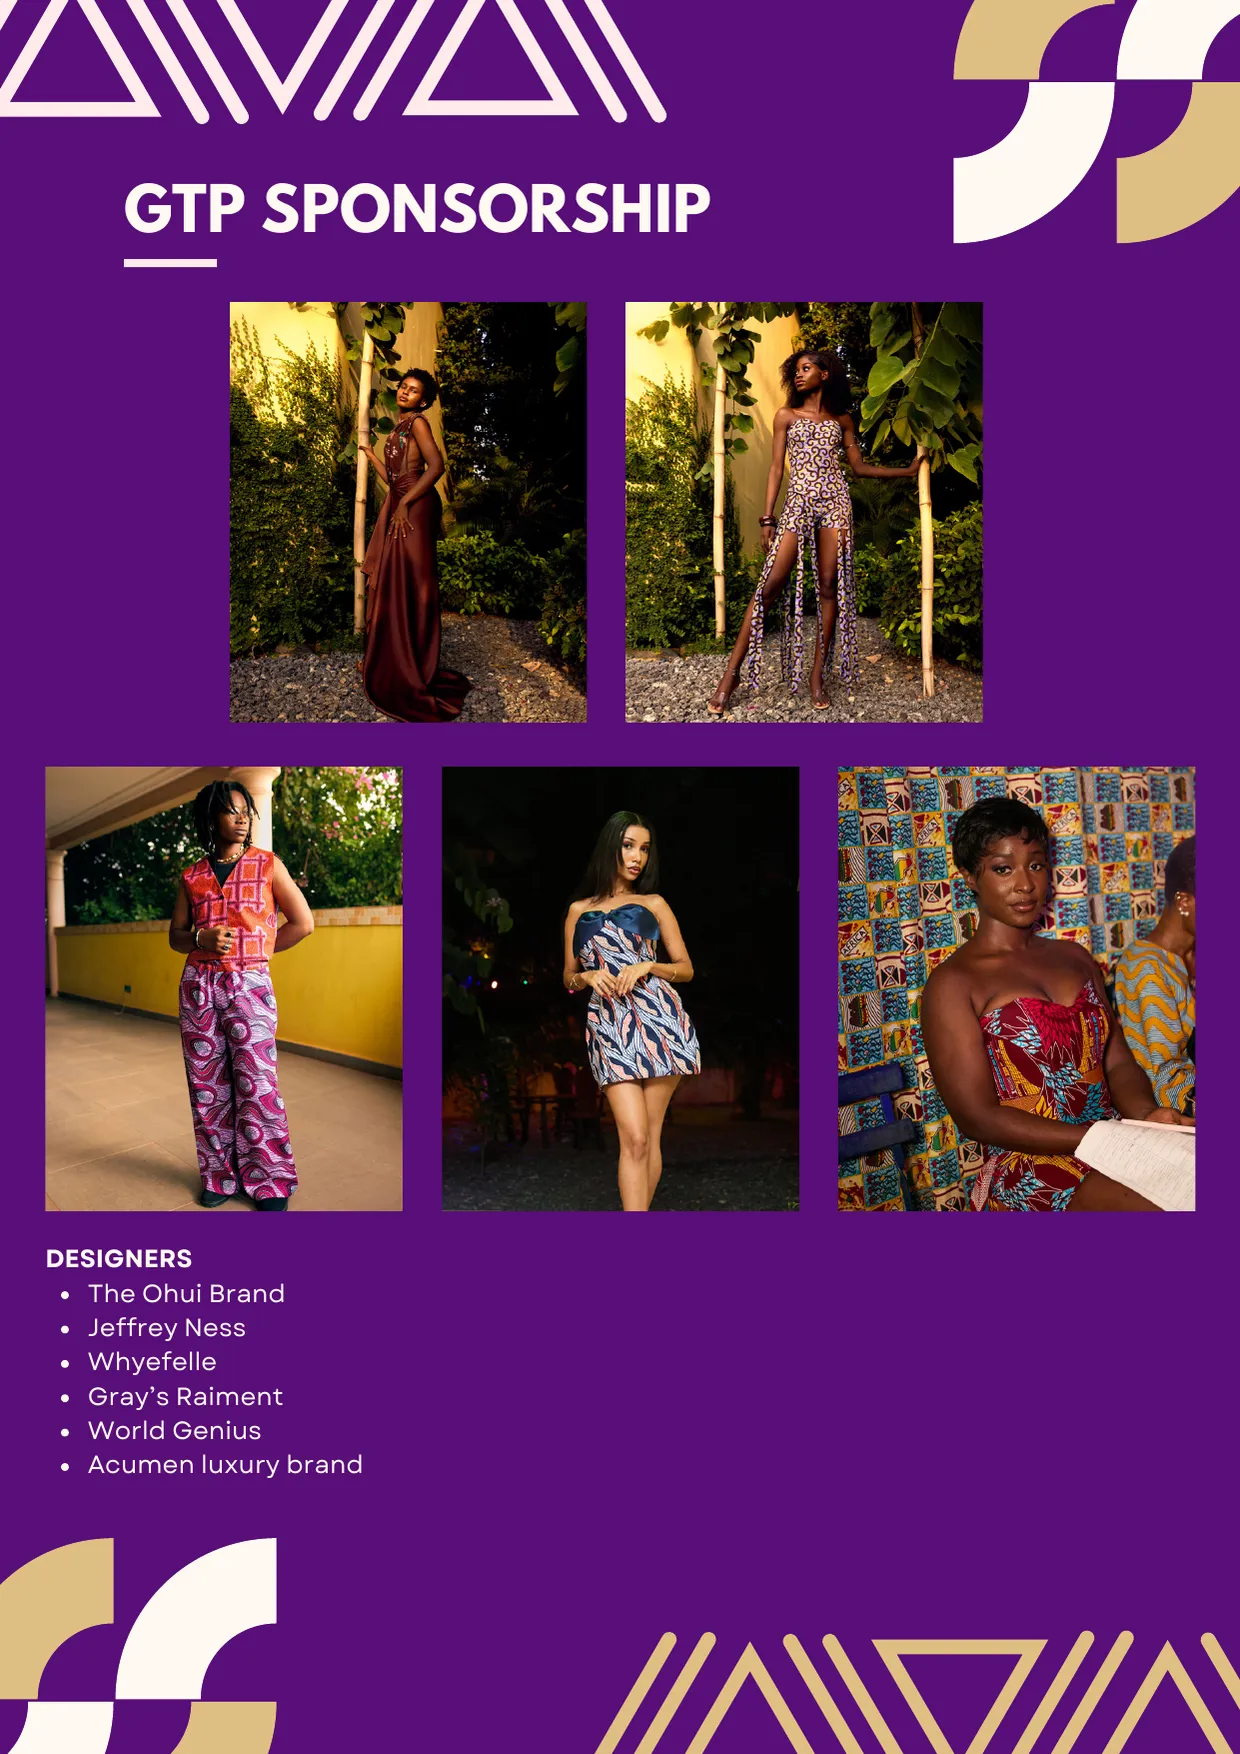 GTP SPONSORSHIP
DESIGNERS
• The Ohui Brand
• Jeffrey Ness
• Whyefelle
• Gray’s Raiment
• World Genius
• Acumen luxury brand